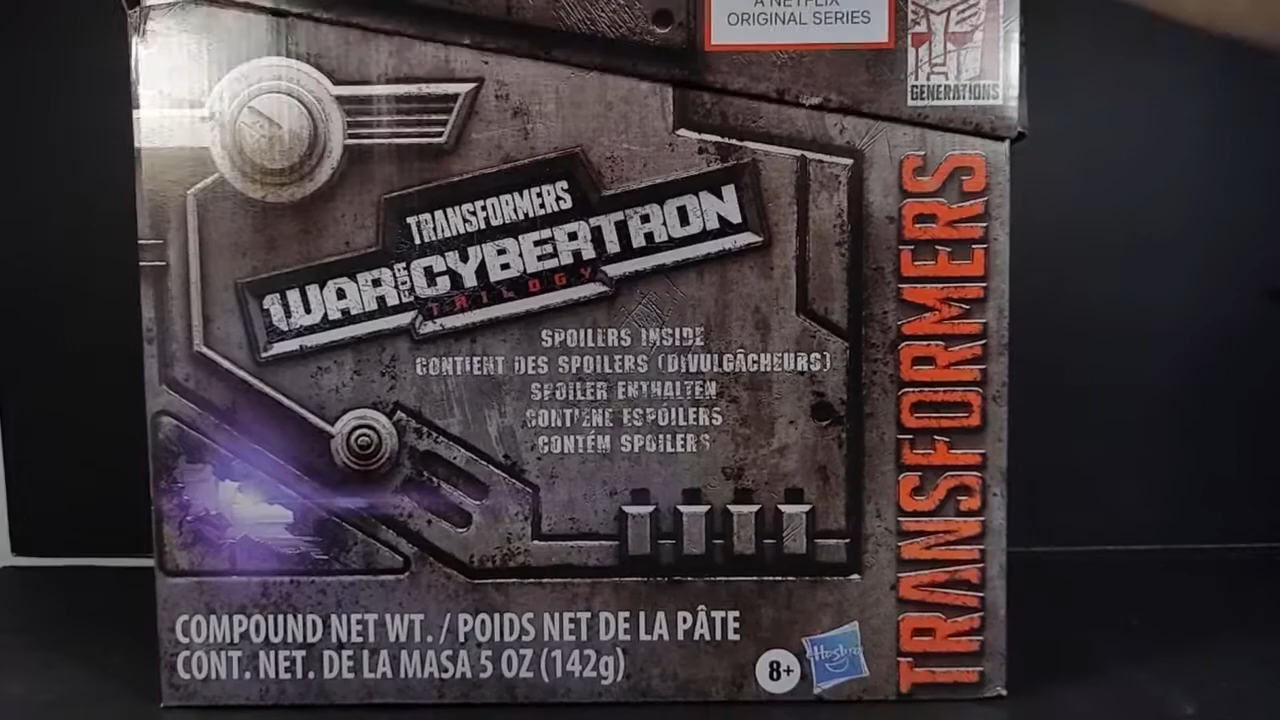 A NETFLIX
ORIGINAL SERIES
GENERATIONS
TRANSFORMERS
WAR FOR CYBERTRON
TRILOGY
SPOILERS INSIDE
CONTIENT DES SPOILERS (DIVULGÂCHEURS)
SPOILER ENTHALTEN
CONTIENE ESPÓILERS
CONTÉM SPOILERS
TRANSFORMERS
COMPOUND NET WT. / POIDS NET DE LA PÂTE
CONT. NET. DE LA MASA 5 OZ (142g)
8+
Hasbro